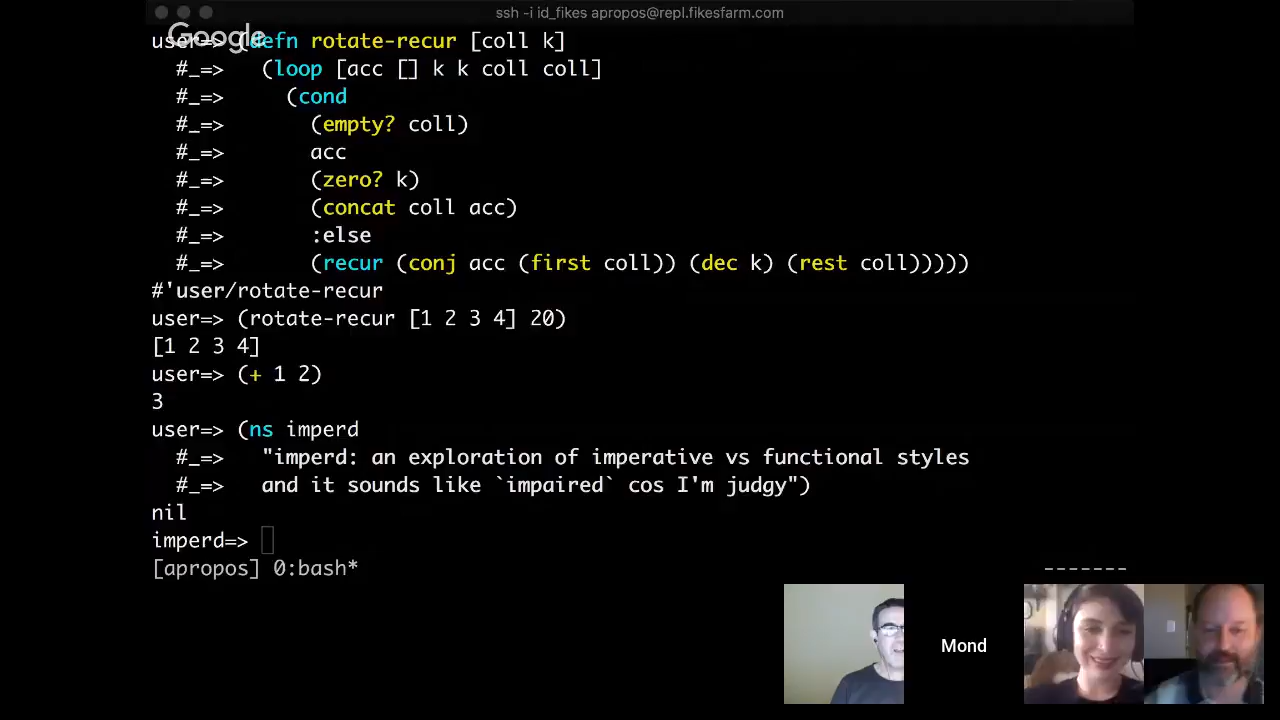 ssh -i id_fikes apropos@repl.fikesfarm.com
Google
user=> (defn rotate-recur [coll k]
#_=> (loop [acc [] k k coll coll]
#_=> (cond
#_=> (empty? coll)
#_=> acc
#_=> (zero? k)
#_=> (concat coll acc)
#_=> :else
#_=> (recur (conj acc (first coll)) (dec k) (rest coll)))))
#'user/rotate-recur
user=> (rotate-recur [1 2 3 4] 20)
[1 2 3 4]
user=> (+ 1 2)
3
user=> (ns imperd
#_=> "imperd: an exploration of imperative vs functional styles
#_=> and it sounds like `impaired` cos I'm judgy")
nil
imperd=>
[apropos] 0:bash*
-------
Mond